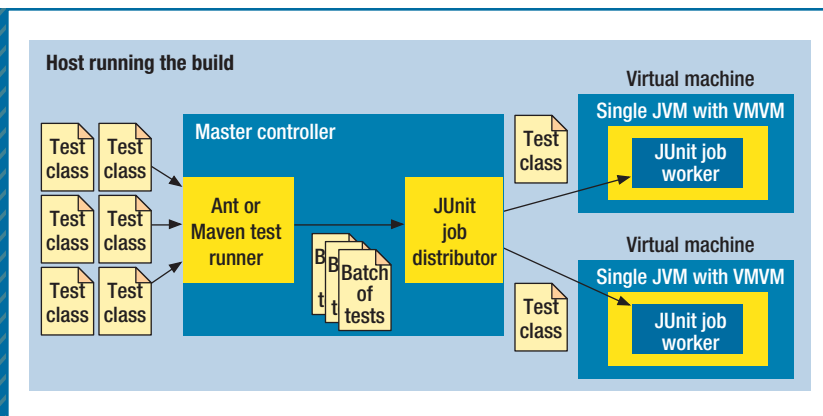 Host running the build
Virtual machine
Single JVM with VMVM
JUnit job
worker
Master controller
Test
class
Test
class
Test
class
Test
class
Test
class
Test
class
Ant or
Maven test
runner
B
t
B
t
Batch
of
tests
JUnit
job
distributor
Test
class
Virtual machine
Single JVM with VMVM
JUnit job
worker
Test
class